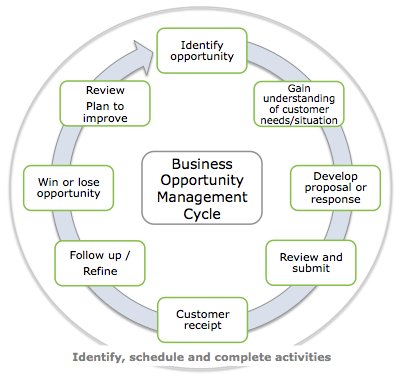 Identify
opportunity
Gain
understanding
of customer
needs/situation
Develop
proposal or
response
Review and
submit
Customer
receipt
Follow up /
Refine
Win or lose
opportunity
Review
Plan to
improve
Business
Opportunity
Management
Cycle
Identify, schedule and complete activities